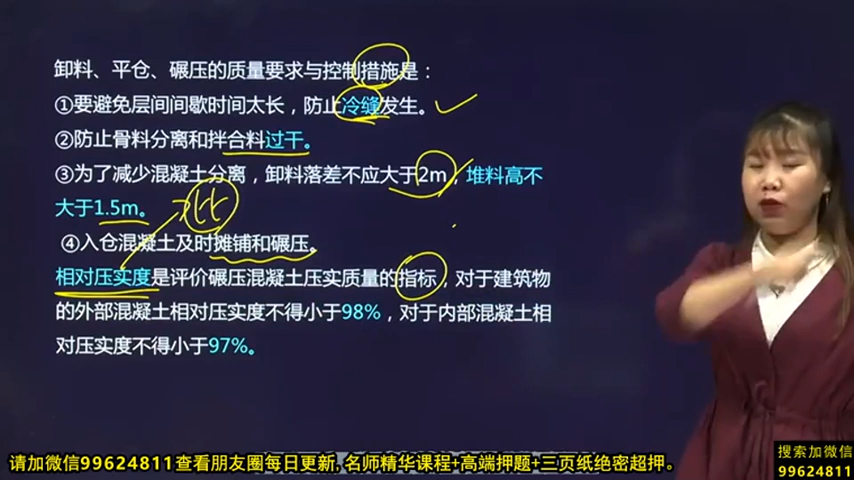 卸料、平仓、碾压的质量要求与控制措施是：
①要避免层间间歇时间太长，防止冷缝发生。
②防止骨料分离和拌合料过干。
③为了减少混凝土分离，卸料落差不应大于2m，堆料高不
大于1.5m。
④入仓混凝土及时摊铺和碾压。
相对压实度是评价碾压混凝土压实质量的指标，对于建筑物
的外部混凝土相对压实度不得小于98%，对于内部混凝土相
对压实度不得小于97%。
请加微信99624811查看朋友圈每日更新,名师精华课程+高端押题+三页纸绝密超押。
搜索加微信
99624811